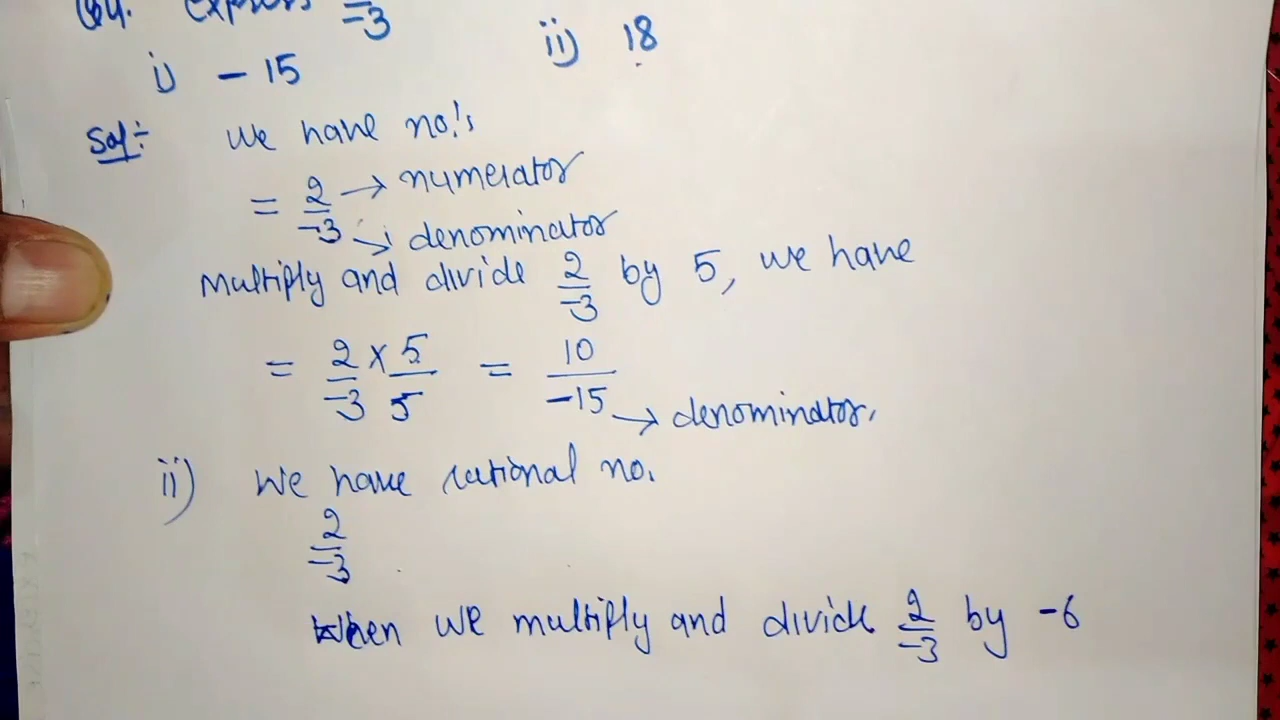 Q4. Express /-3
i) -15 ii) 18
Sol:- We have no.'s
= 2/-3 → numerator
→ denominator
Multiply and divide 2/-3 by 5, we have
= 2/-3 × 5/5 = 10/-15 → denominator.
ii) We have rational no.
2/-3
When we multiply and divide 2/-3 by -6